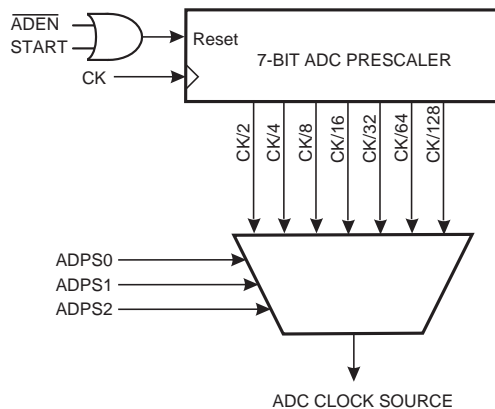 ADEN
START
Reset
CK
7-BIT ADC PRESCALER
CK/2
CK/4
CK/8
CK/16
CK/32
CK/64
CK/128
ADPS0
ADPS1
ADPS2
ADC CLOCK SOURCE